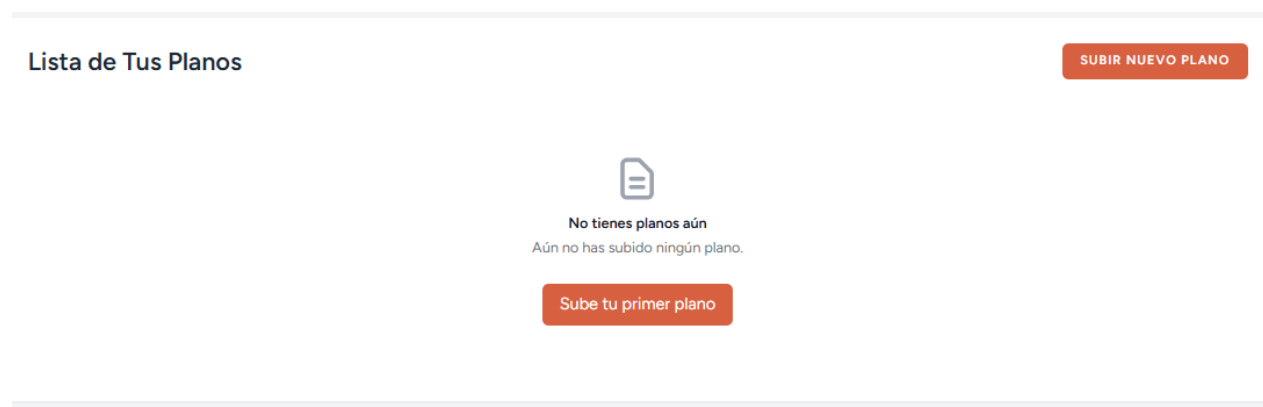 Lista de Tus Planos
SUBIR NUEVO PLANO
No tienes planos aún
Aún no has subido ningún plano.
Sube tu primer plano